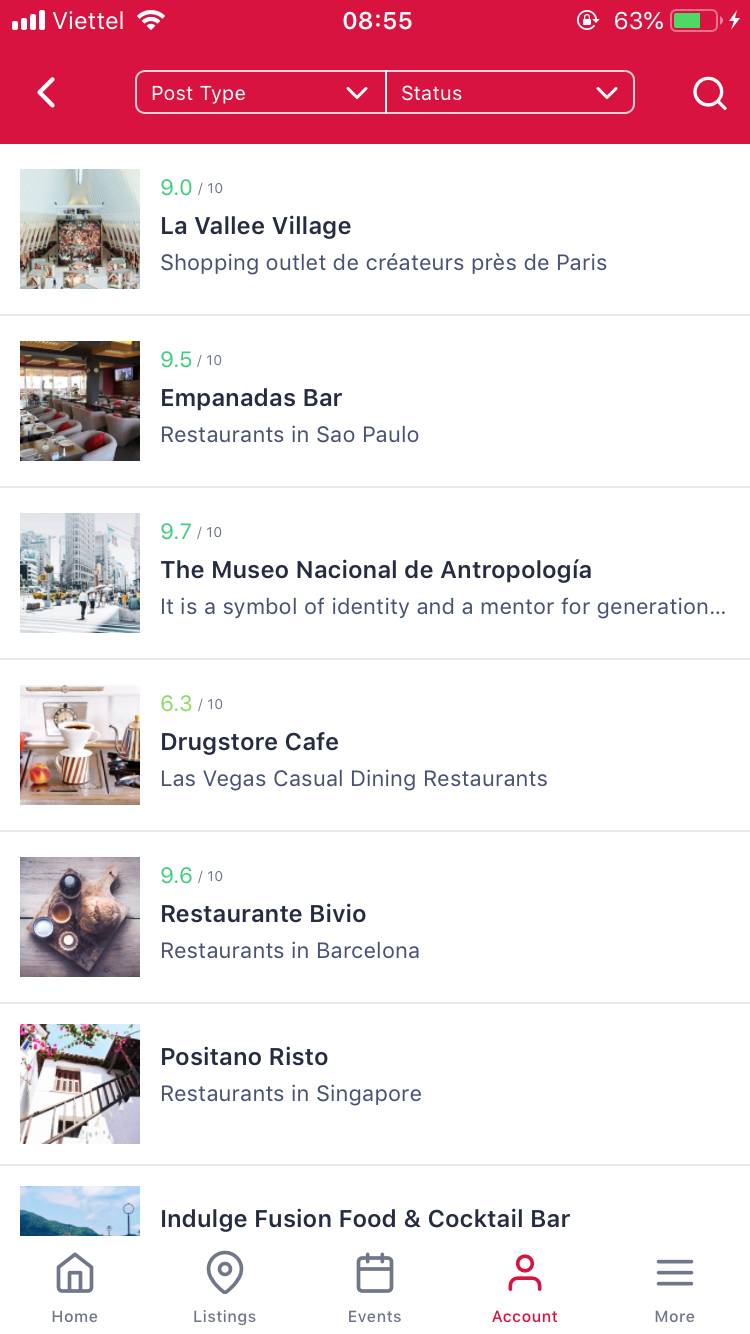 Viettel 08:55 63%
Post Type Status
9.0 / 10
La Vallee Village
Shopping outlet de créateurs près de Paris
9.5 / 10
Empanadas Bar
Restaurants in Sao Paulo
9.7 / 10
The Museo Nacional de Antropología
It is a symbol of identity and a mentor for generation...
6.3 / 10
Drugstore Cafe
Las Vegas Casual Dining Restaurants
9.6 / 10
Restaurante Bivio
Restaurants in Barcelona
Positano Risto
Restaurants in Singapore
Indulge Fusion Food & Cocktail Bar
Home Listings Events Account More